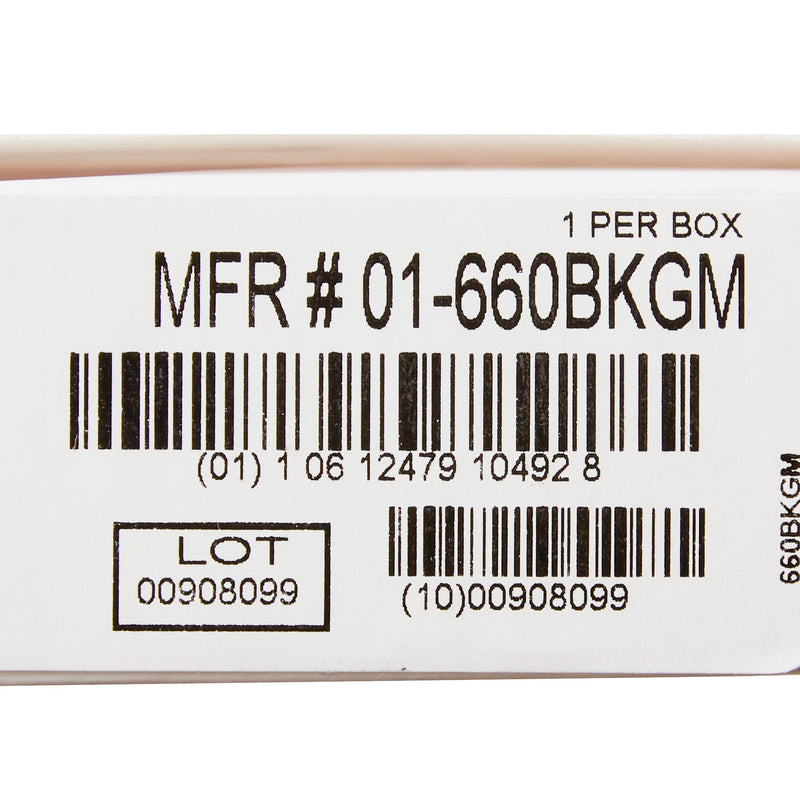 1 PER BOX
MFR # 01-660BKGM
(01) 1 06 12479 10492 8
LOT
00908099
(10)00908099
660BKGM